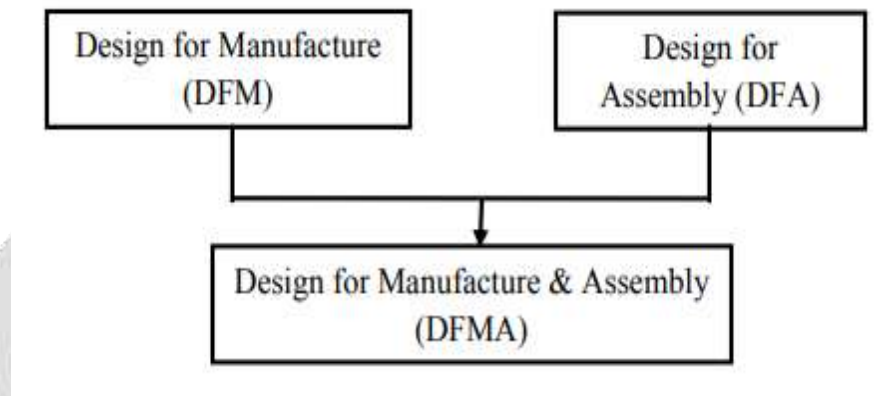 Design for Manufacture
(DFM)
Design for
Assembly (DFA)
Design for Manufacture & Assembly
(DFMA)